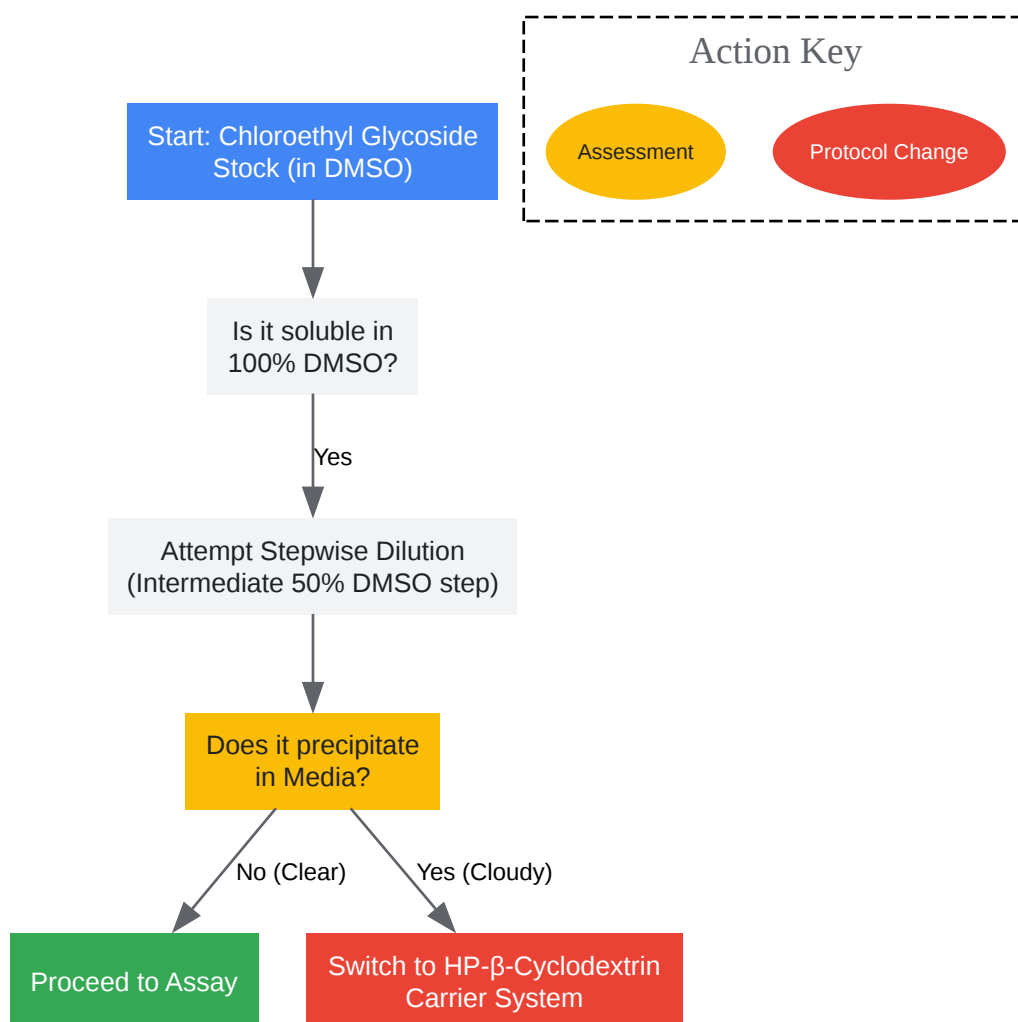 Action Key
Assessment
Protocol Change
Start: Chloroethyl Glycoside
Stock (in DMSO)
Is it soluble in
100% DMSO?
Yes
Attempt Stepwise Dilution
(Intermediate 50% DMSO step)
Does it precipitate
in Media?
No (Clear)
Yes (Cloudy)
Proceed to Assay
Switch to HP-β-Cyclodextrin
Carrier System